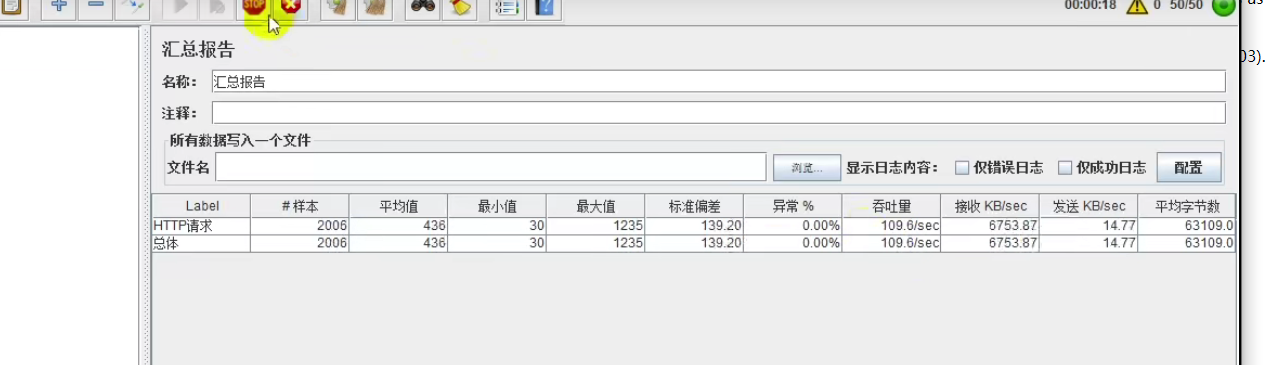 STOP 00:00:18 0 50/50 us
03).
汇总报告
名称： 汇总报告
注释：
所有数据写入一个文件
文件名 浏览... 显示日志内容： 仅错误日志 仅成功日志 配置
Label # 样本 平均值 最小值 最大值 标准偏差 异常 % 吞吐量 接收 KB/sec 发送 KB/sec 平均字节数
HTTP请求 2006 436 30 1235 139.20 0.00% 109.6/sec 6753.87 14.77 63109.0
总体 2006 436 30 1235 139.20 0.00% 109.6/sec 6753.87 14.77 63109.0